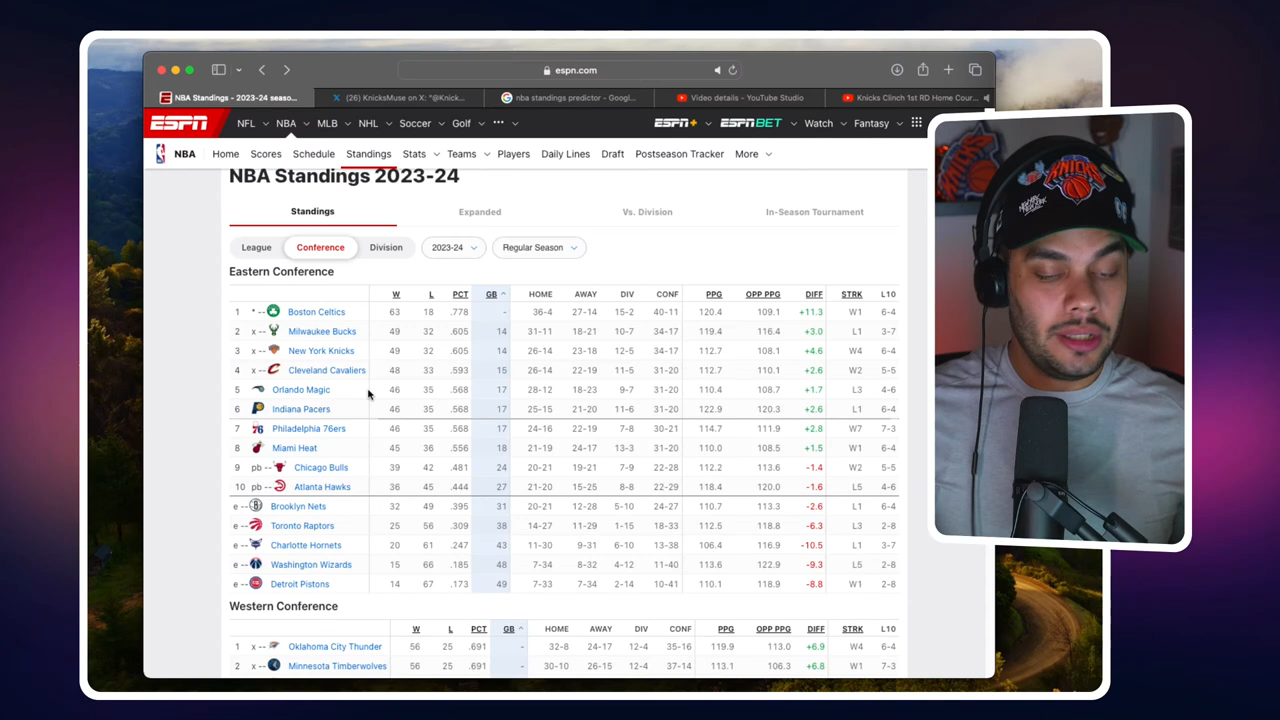 NBA Standings - 2023-24 seaso...
(26) KnicksMuse on X: "@Knick...
nba standings predictor - Googl...
Video details - YouTube Studio
Knicks Clinch 1st RD Home Cour...
espn.com
ESPN NFL NBA MLB NHL Soccer Golf ••• ESPN+ ESPNBET Watch Fantasy
NBA Home Scores Schedule Standings Stats Teams Players Daily Lines Draft Postseason Tracker More
NBA Standings 2023-24
Standings Expanded Vs. Division In-Season Tournament
League Conference Division 2023-24 Regular Season
Eastern Conference
W L PCT GB HOME AWAY DIV CONF PPG OPP PPG DIFF STRK L10
1 * -- Boston Celtics 63 18 .778 - 36-4 27-14 15-2 40-11 120.4 109.1 +11.3 W1 6-4
2 x -- Milwaukee Bucks 49 32 .605 14 31-11 18-21 10-7 34-17 119.4 116.4 +3.0 L1 3-7
3 x -- New York Knicks 49 32 .605 14 26-14 23-18 12-5 34-17 112.7 108.1 +4.6 W4 6-4
4 x -- Cleveland Cavaliers 48 33 .593 15 26-14 22-19 11-5 31-20 112.7 110.2 +2.6 W2 5-5
5 Orlando Magic 46 35 .568 17 28-12 18-23 9-7 31-20 110.4 108.7 +1.7 L3 4-6
6 Indiana Pacers 46 35 .568 17 25-15 21-20 11-6 31-20 122.9 120.3 +2.6 L1 6-4
7 Philadelphia 76ers 46 35 .568 17 24-16 22-19 7-8 30-21 114.7 111.9 +2.8 W7 7-3
8 Miami Heat 45 36 .556 18 21-19 24-17 13-3 31-20 110.0 108.5 +1.5 W1 6-4
9 pb -- Chicago Bulls 39 42 .481 24 20-21 19-21 7-9 22-28 112.2 113.6 -1.4 W2 5-5
10 pb -- Atlanta Hawks 36 45 .444 27 21-20 15-25 8-8 22-29 118.4 120.0 -1.6 L5 4-6
e -- Brooklyn Nets 32 49 .395 31 20-21 12-28 5-10 24-27 110.7 113.3 -2.6 L1 6-4
e -- Toronto Raptors 25 56 .309 38 14-27 11-29 1-15 18-33 112.5 118.8 -6.3 L3 2-8
e -- Charlotte Hornets 20 61 .247 43 11-30 9-31 6-10 13-38 106.4 116.9 -10.5 L1 3-7
e -- Washington Wizards 15 66 .185 48 7-34 8-32 4-12 11-40 113.6 122.9 -9.3 L5 2-8
e -- Detroit Pistons 14 67 .173 49 7-33 7-34 2-14 10-41 110.1 118.9 -8.8 W1 2-8
Western Conference
W L PCT GB HOME AWAY DIV CONF PPG OPP PPG DIFF STRK L10
1 x -- Oklahoma City Thunder 56 25 .691 - 32-8 24-17 12-4 35-16 119.9 113.0 +6.9 W4 6-4
2 x -- Minnesota Timberwolves 56 25 .691 - 30-10 26-15 12-4 37-14 113.1 106.3 +6.8 W1 6-4
KNICKS
KNICKS